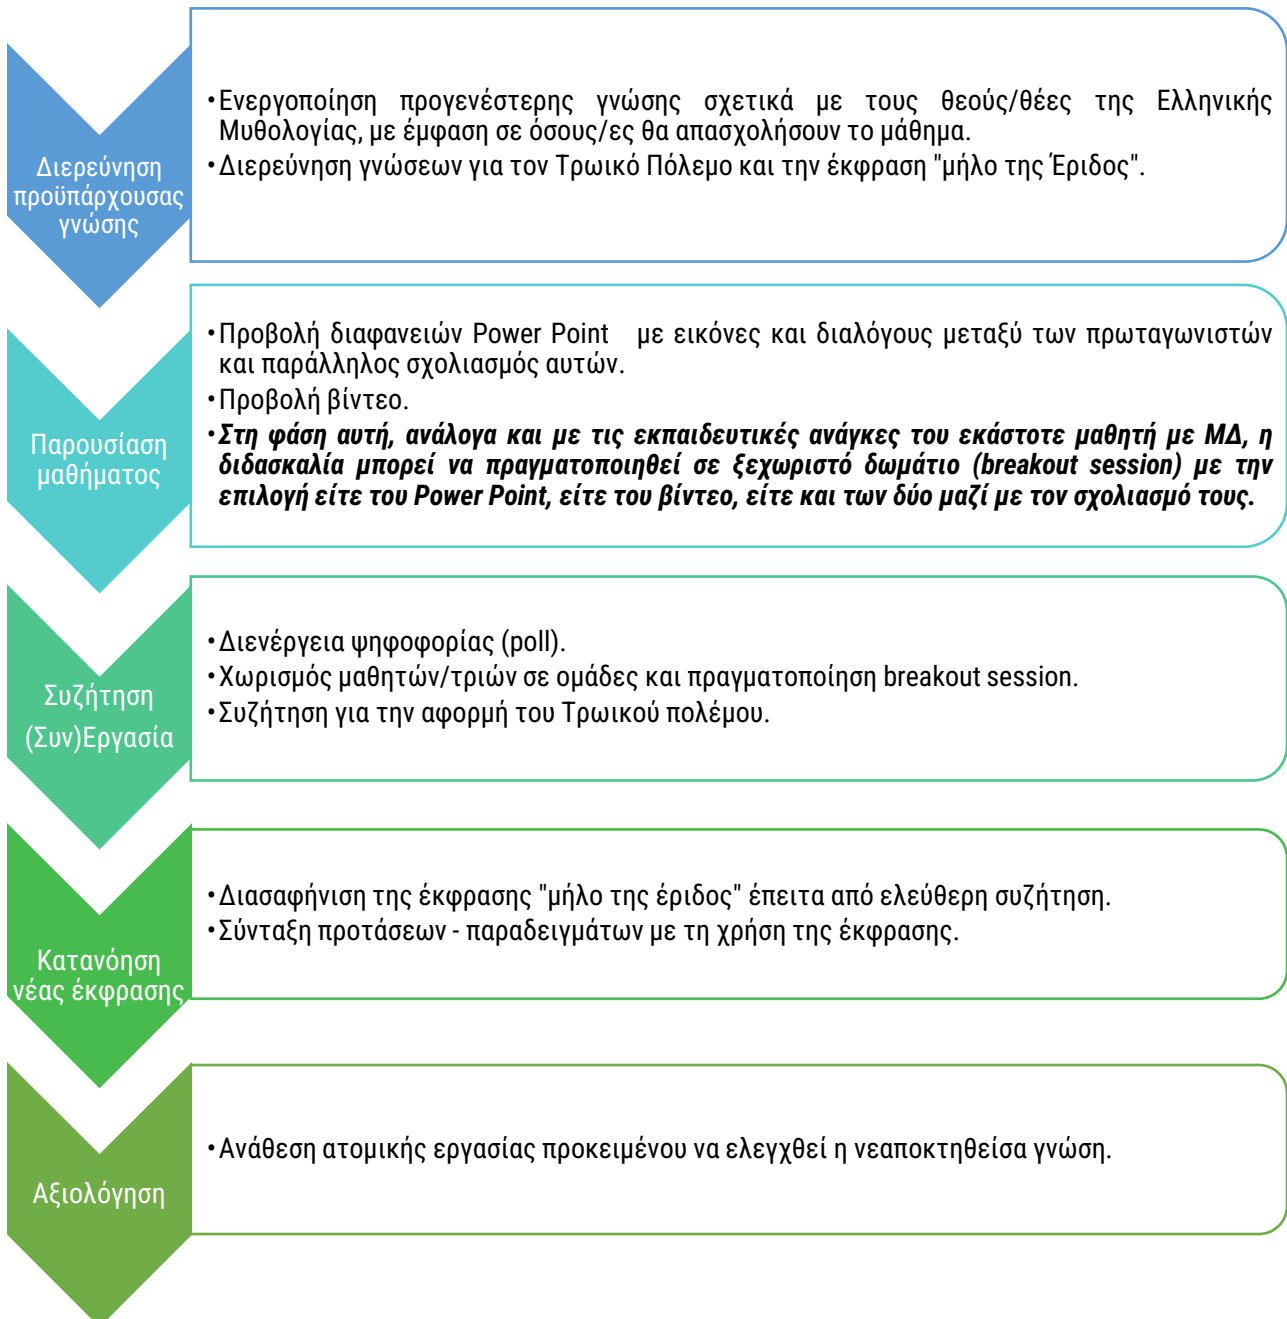 Διερεύνηση
προϋπάρχουσας
γνώσης
•Ενεργοποίηση προγενέστερης γνώσης σχετικά με τους θεούς/θέες της Ελληνικής
Μυθολογίας, με έμφαση σε όσους/ες θα απασχολήσουν το μάθημα.
•Διερεύνηση γνώσεων για τον Τρωικό Πόλεμο και την έκφραση "μήλο της Έριδος".
Παρουσίαση
μαθήματος
•Προβολή διαφανειών Power Point με εικόνες και διαλόγους μεταξύ των πρωταγωνιστών
και παράλληλος σχολιασμός αυτών.
•Προβολή βίντεο.
•Στη φάση αυτή, ανάλογα και με τις εκπαιδευτικές ανάγκες του εκάστοτε μαθητή με ΜΔ, η
διδασκαλία μπορεί να πραγματοποιηθεί σε ξεχωριστό δωμάτιο (breakout session) με την
επιλογή είτε του Power Point, είτε του βίντεο, είτε και των δύο μαζί με τον σχολιασμό τους.
Συζήτηση
(Συν)Εργασία
•Διενέργεια ψηφοφορίας (poll).
•Χωρισμός μαθητών/τριών σε ομάδες και πραγματοποίηση breakout session.
•Συζήτηση για την αφορμή του Τρωικού πολέμου.
Κατανόηση
νέας έκφρασης
•Διασαφήνιση της έκφρασης "μήλο της έριδος" έπειτα από ελεύθερη συζήτηση.
•Σύνταξη προτάσεων - παραδειγμάτων με τη χρήση της έκφρασης.
Αξιολόγηση
•Ανάθεση ατομικής εργασίας προκειμένου να ελεγχθεί η νεαποκτηθείσα γνώση.